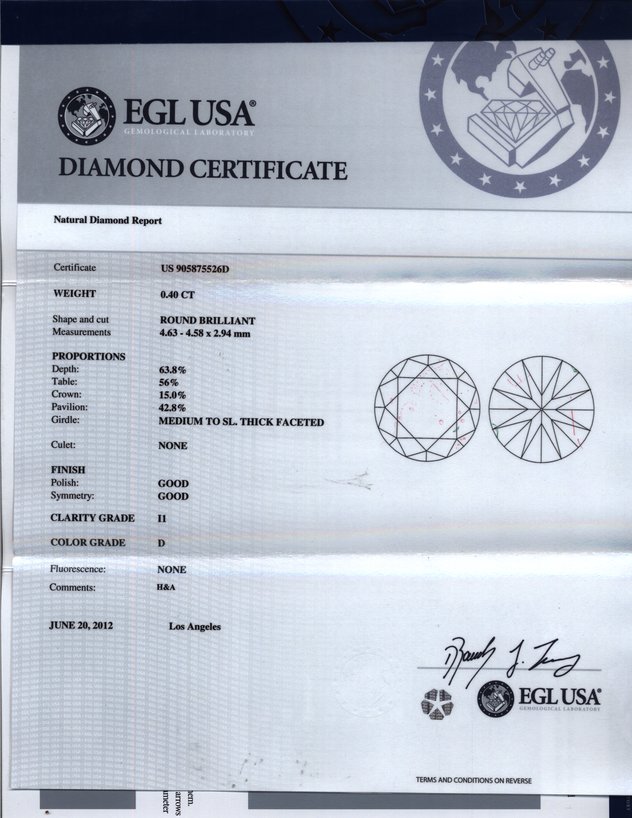 EGL USA®
GEMOLOGICAL LABORATORY
DIAMOND CERTIFICATE
Natural Diamond Report
Certificate US 905875526D
WEIGHT 0.40 CT
Shape and cut ROUND BRILLIANT
Measurements 4.63 - 4.58 x 2.94 mm
PROPORTIONS
Depth: 63.8%
Table: 56%
Crown: 15.0%
Pavilion: 42.8%
Girdle: MEDIUM TO SL. THICK FACETED
Culet: NONE
FINISH
Polish: GOOD
Symmetry: GOOD
CLARITY GRADE I1
COLOR GRADE D
Fluorescence: NONE
Comments: H&A
JUNE 20, 2012 Los Angeles
EGL USA®
GEMOLOGICAL LABORATORY
TERMS AND CONDITIONS ON REVERSE